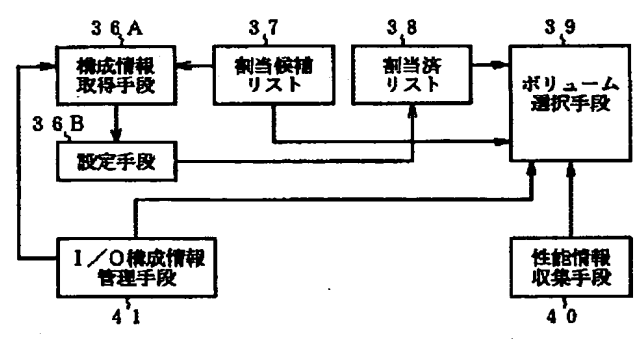 36A
37
38
39
構成情報
取得手段
割当候補
リスト
割当済
リスト
ボリューム
選択手段
36B
設定手段
I/O構成情報
管理手段
性能情報
収集手段
41
40